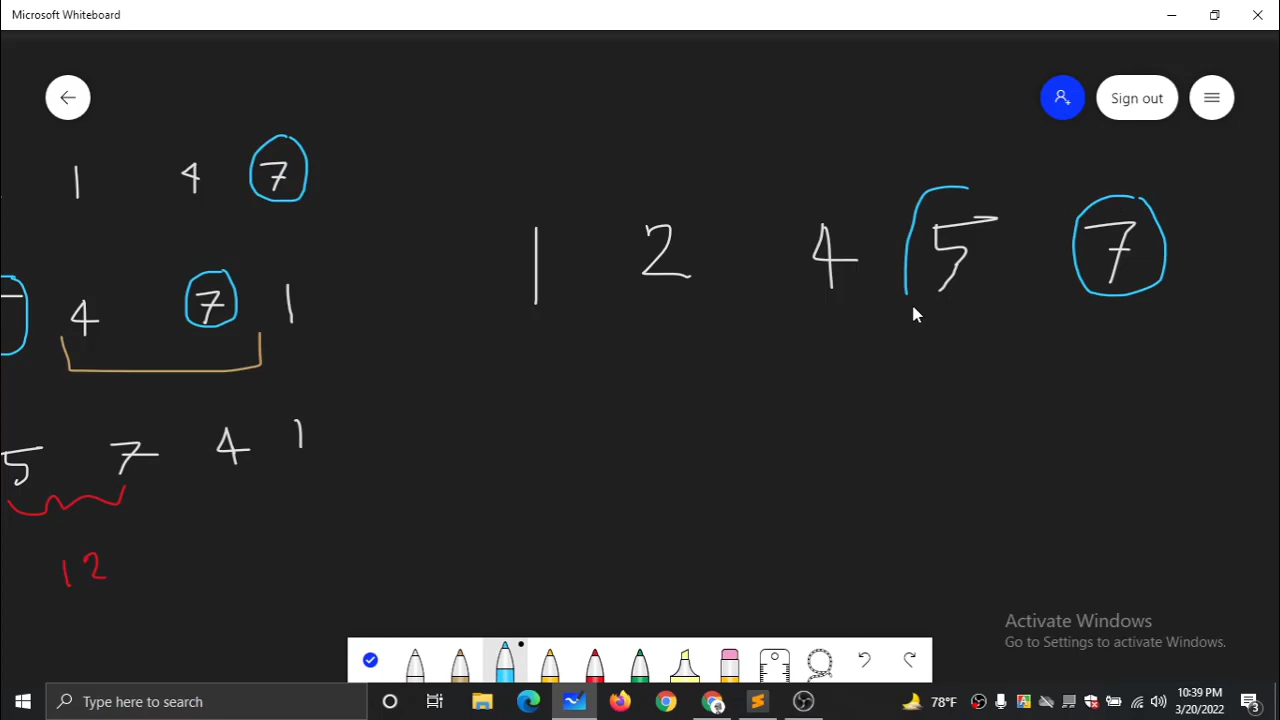 Microsoft Whiteboard
Sign out
1 4 7
1 2 4 5 7
4 7 1
5 7 4 1
12
Activate Windows
Go to Settings to activate Windows.
Type here to search
78°F
10:39 PM
3/20/2022
3